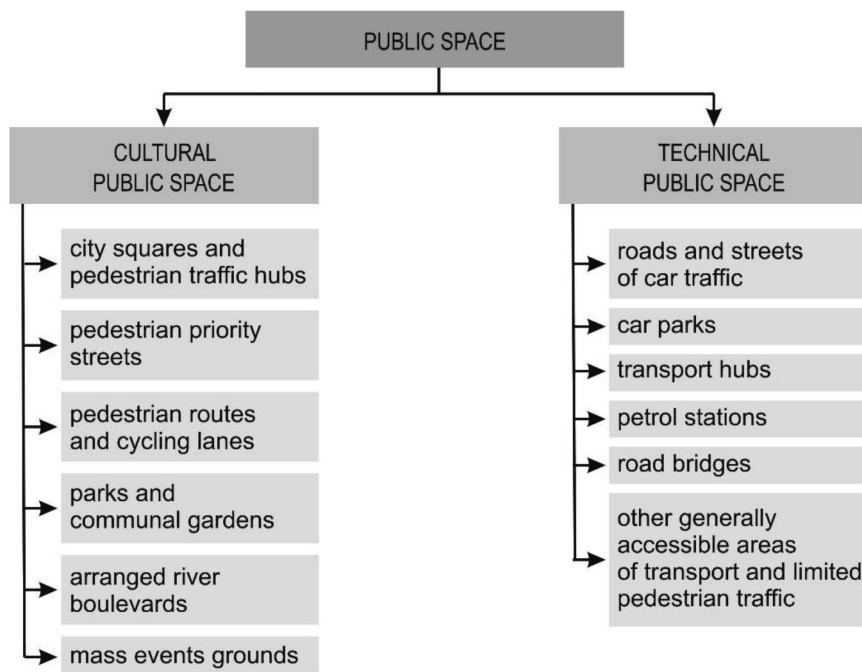 PUBLIC SPACE
CULTURAL
PUBLIC SPACE
city squares and
pedestrian traffic hubs
pedestrian priority
streets
pedestrian routes
and cycling lanes
parks and
communal gardens
arranged river
boulevards
mass events grounds
TECHNICAL
PUBLIC SPACE
roads and streets
of car traffic
car parks
transport hubs
petrol stations
road bridges
other generally
accessible areas
of transport and limited
pedestrian traffic